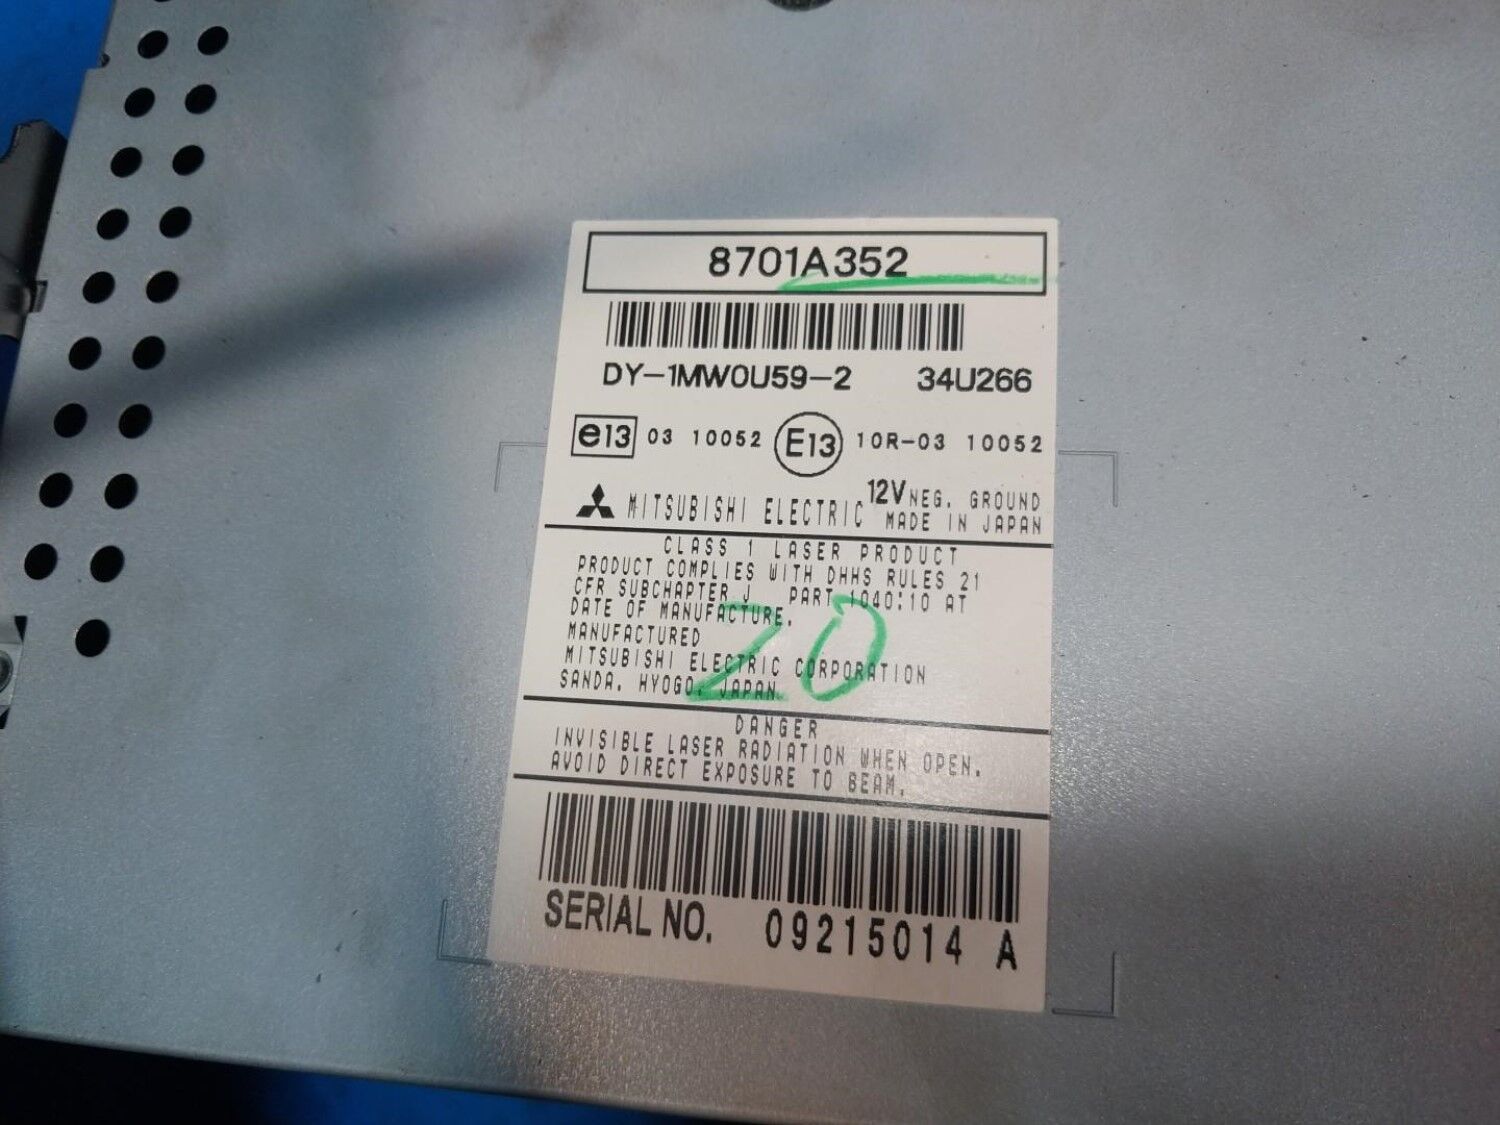 8701A352
DY-1MW0U59-2 34U266
e13 03 10052 E13 10R-03 10052
MITSUBISHI ELECTRIC 12V NEG. GROUND
MADE IN JAPAN
CLASS 1 LASER PRODUCT
PRODUCT COMPLIES WITH DHHS RULES 21
CFR SUBCHAPTER J PART 1040:10 AT
DATE OF MANUFACTURE.
MANUFACTURED
MITSUBISHI ELECTRIC CORPORATION
SANDA, HYOGO, JAPAN
20
DANGER
INVISIBLE LASER RADIATION WHEN OPEN.
AVOID DIRECT EXPOSURE TO BEAM.
SERIAL NO. 09215014 A